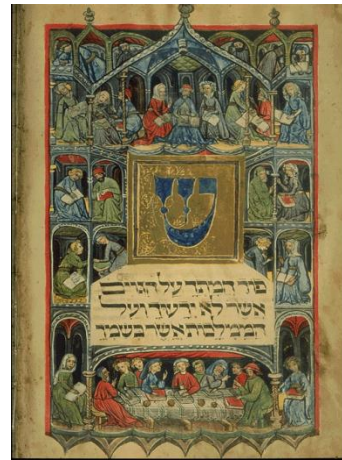 ש
פוך חמתך על הגוים
אשר לא ידעוך ועל
הממלכות אשר בשמך